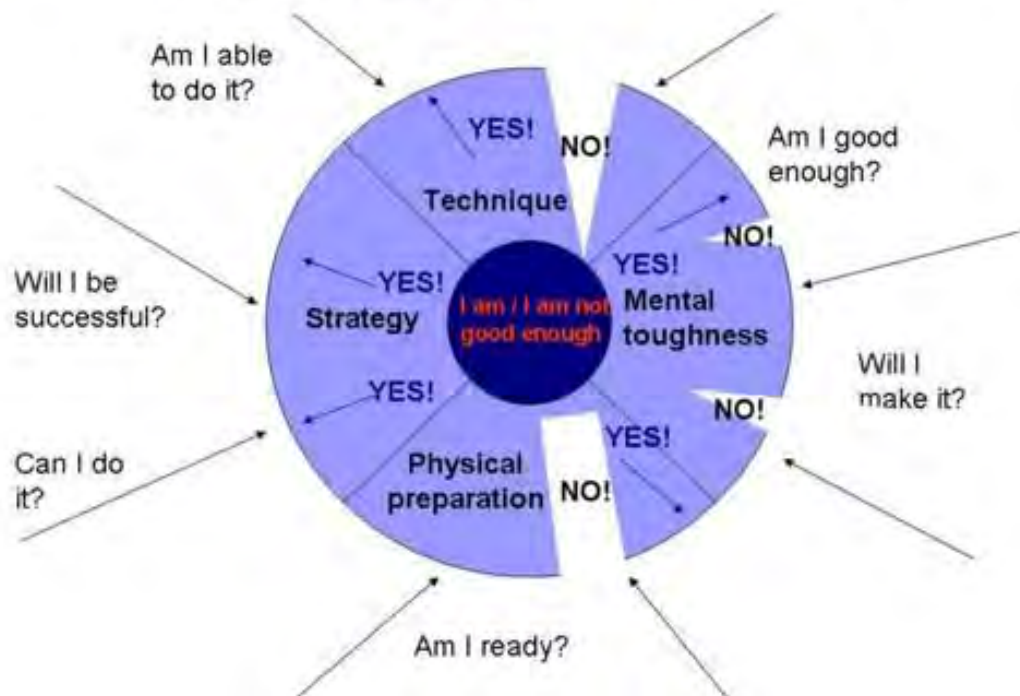 Am I able
to do it?
YES!
NO!
Technique
Am I good
enough?
NO!
YES!
Will I be
successful?
YES!
Strategy
I am / I am not
good enough
Mental
toughness
Will I
make it?
YES!
NO!
YES!
Can I do
it?
Physical
preparation
NO!
Am I ready?